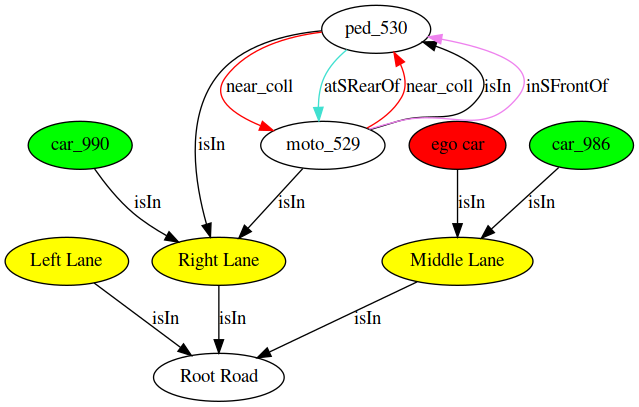 ped_530
near_coll atSRearOf near_coll isIn inSFrontOf
isIn
car_990 moto_529 ego car car_986
isIn isIn isIn isIn
Left Lane Right Lane Middle Lane
isIn isIn isIn
Root Road